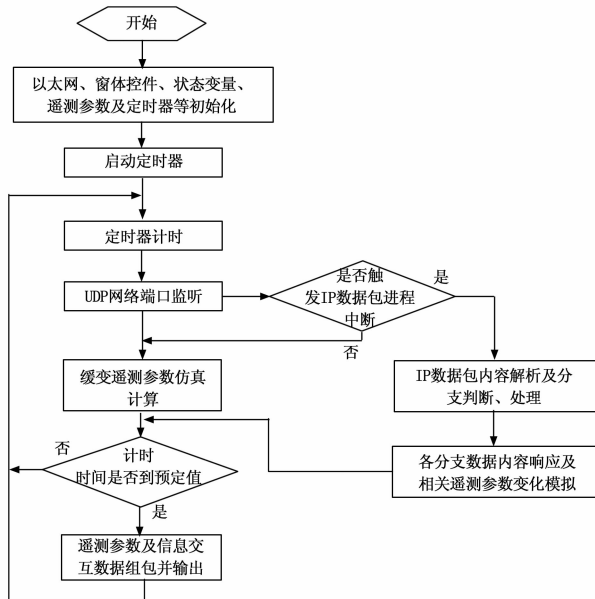 开始
以太网、窗体控件、状态变量、
遥测参数及定时器等初始化
启动定时器
定时器计时
UDP网络端口监听
是否触
发IP数据包进程
中断
是
否
缓变遥测参数仿真
计算
IP数据包内容解析及分
支判断、处理
否
计时
时间是否到预定值
是
各分支数据内容响应及
相关遥测参数变化模拟
遥测参数及信息交
互数据组包并输出